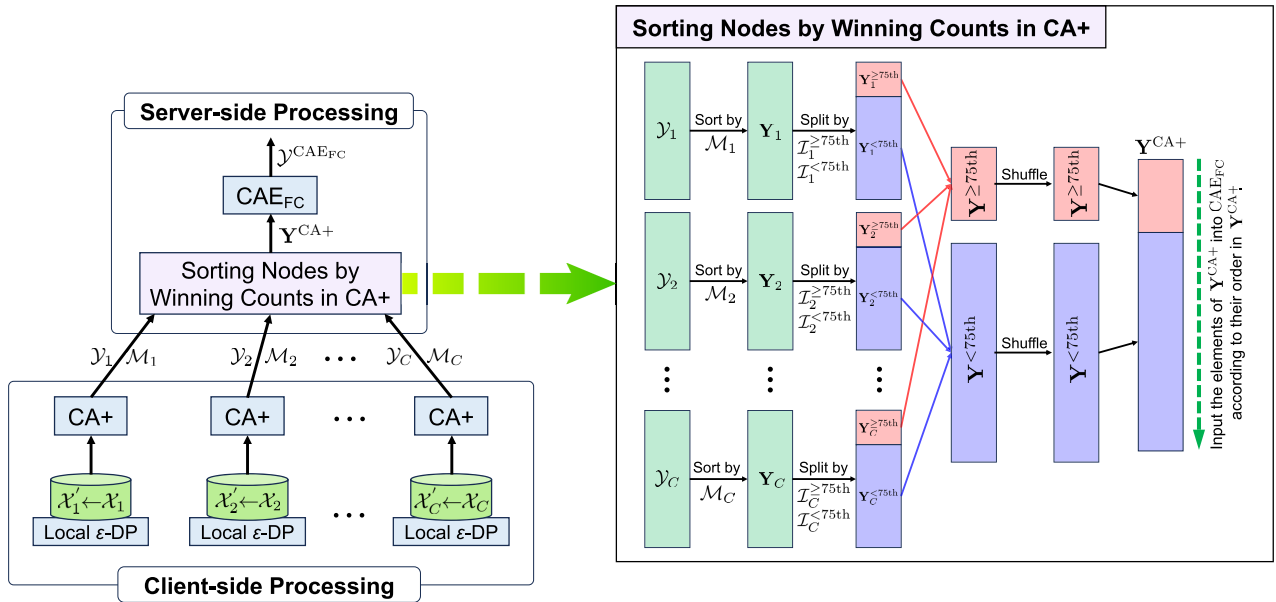 Server-side Processing
𝒴^{CAE_FC}
CAE_FC
Y^{CA+}
Sorting Nodes by
Winning Counts in CA+
𝒴_1 ℳ_1
𝒴_2 ℳ_2
...
𝒴_C ℳ_C
CA+
CA+
...
CA+
𝒳′_1←𝒳_1
𝒳′_2←𝒳_2
𝒳′_C←𝒳_C
Local ε-DP
Local ε-DP
...
Local ε-DP
Client-side Processing
Sorting Nodes by Winning Counts in CA+
𝒴_1
Sort by
ℳ_1
Y_1
Split by
ℐ_1^{≥75th}
ℐ_1^{<75th}
Y_1^{≥75th}
Y_1^{<75th}
𝒴_2
Sort by
ℳ_2
Y_2
Split by
ℐ_2^{≥75th}
ℐ_2^{<75th}
Y_2^{≥75th}
Y_2^{<75th}
𝒴_C
Sort by
ℳ_C
Y_C
Split by
ℐ_C^{≥75th}
ℐ_C^{<75th}
Y_C^{≥75th}
Y_C^{<75th}
Y^{≥75th}
Shuffle
Y^{≥75th}
Y^{<75th}
Shuffle
Y^{<75th}
Y^{CA+}
Input the elements of Y^{CA+} into CAE_FC
according to their order in Y^{CA+}.